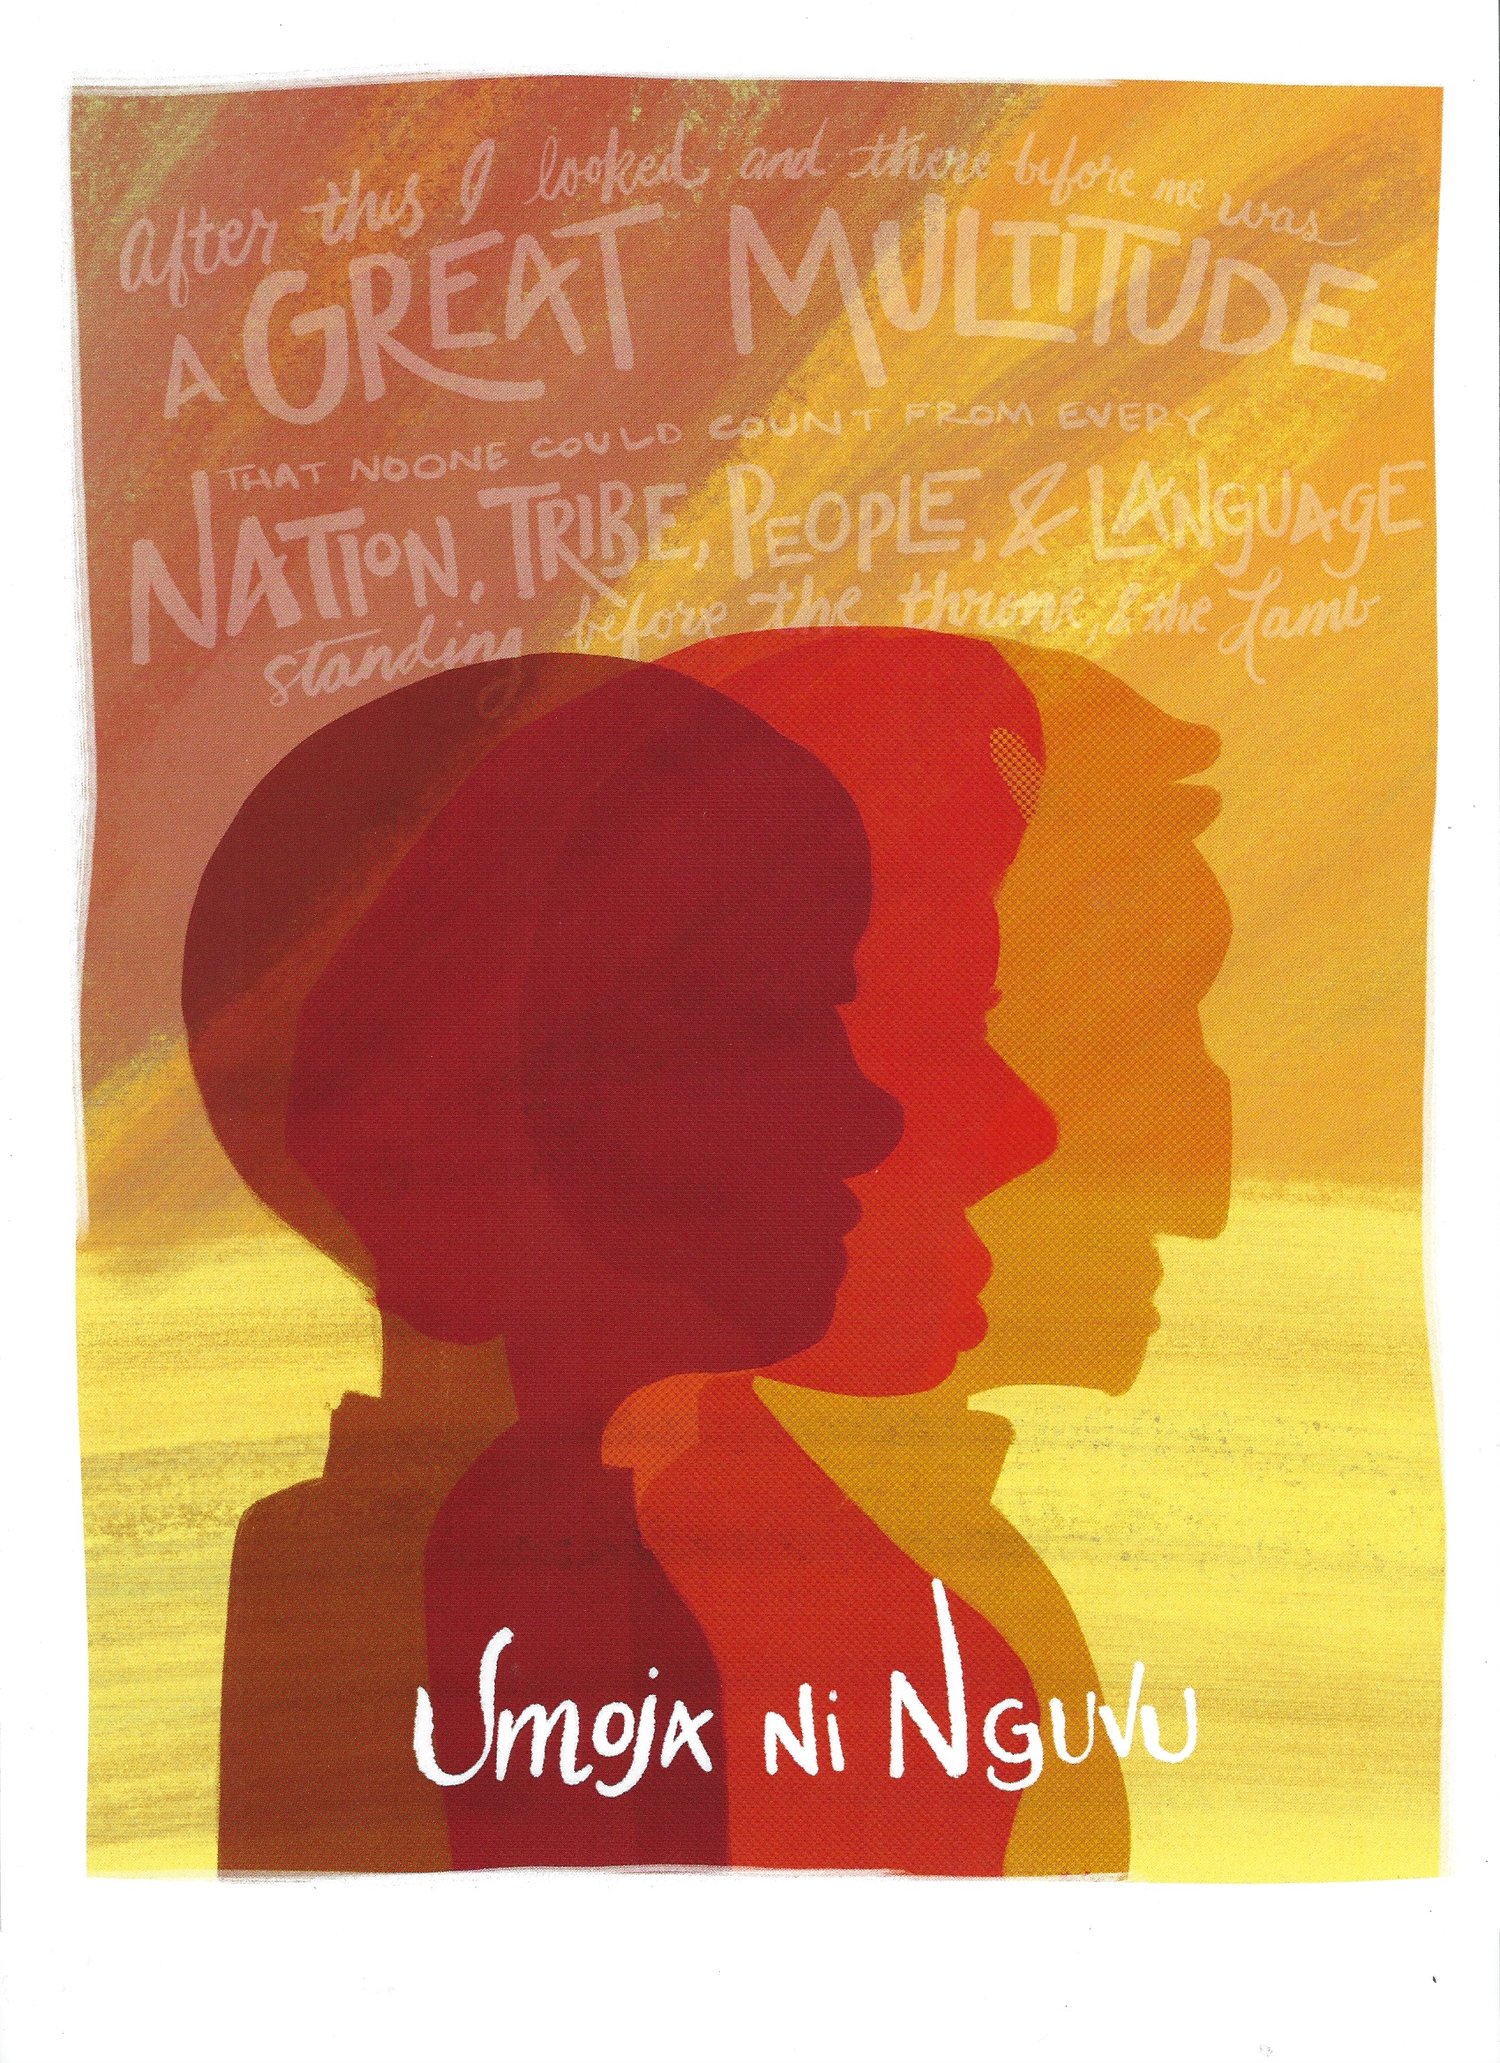 After this I looked, and there before me was
A GREAT MULTITUDE
THAT NOONE COULD COUNT FROM EVERY
NATION, TRIBE, PEOPLE, & LANGUAGE
standing before the throne, & the Lamb
Umoja Ni Nguvu